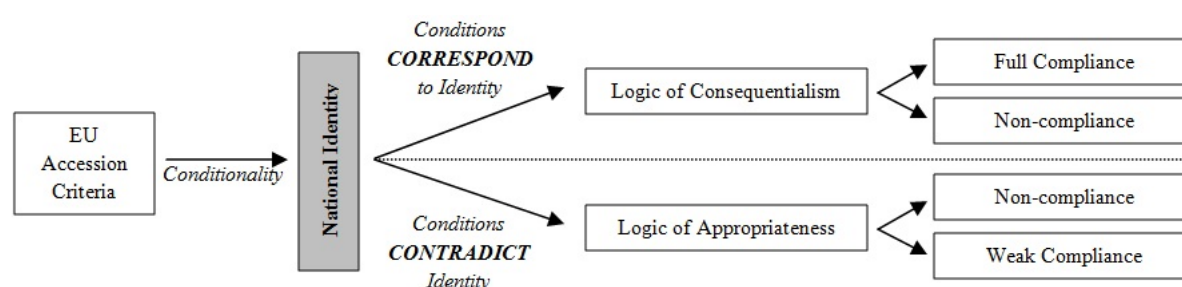 EU
Accession
Criteria
Conditionality
National Identity
Conditions
CORRESPOND
to Identity
Logic of Consequentialism
Full Compliance
Non-compliance
Conditions
CONTRADICT
Identity
Logic of Appropriateness
Non-compliance
Weak Compliance